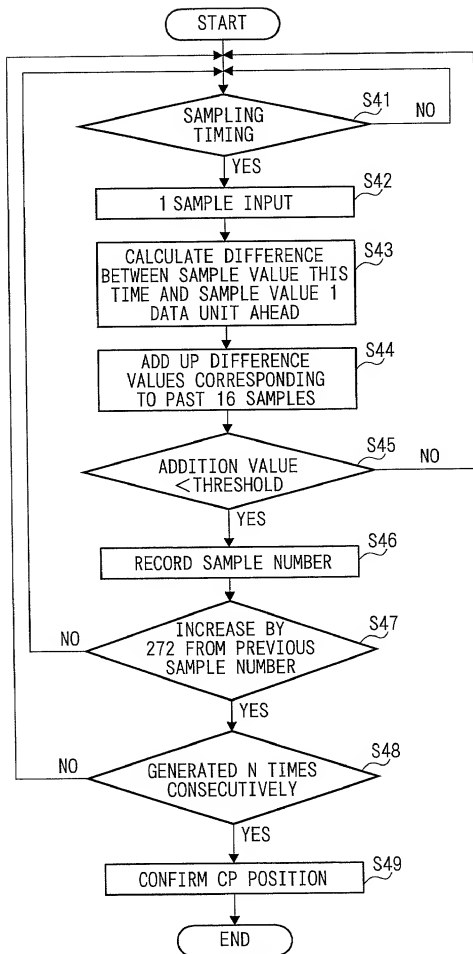 START
S41
SAMPLING
TIMING
NO
YES
S42
1 SAMPLE INPUT
S43
CALCULATE DIFFERENCE
BETWEEN SAMPLE VALUE THIS
TIME AND SAMPLE VALUE 1
DATA UNIT AHEAD
S44
ADD UP DIFFERENCE
VALUES CORRESPONDING
TO PAST 16 SAMPLES
S45
ADDITION VALUE
<THRESHOLD
NO
YES
S46
RECORD SAMPLE NUMBER
S47
NO
INCREASE BY
272 FROM PREVIOUS
SAMPLE NUMBER
YES
S48
NO
GENERATED N TIMES
CONSECUTIVELY
YES
S49
CONFIRM CP POSITION
END